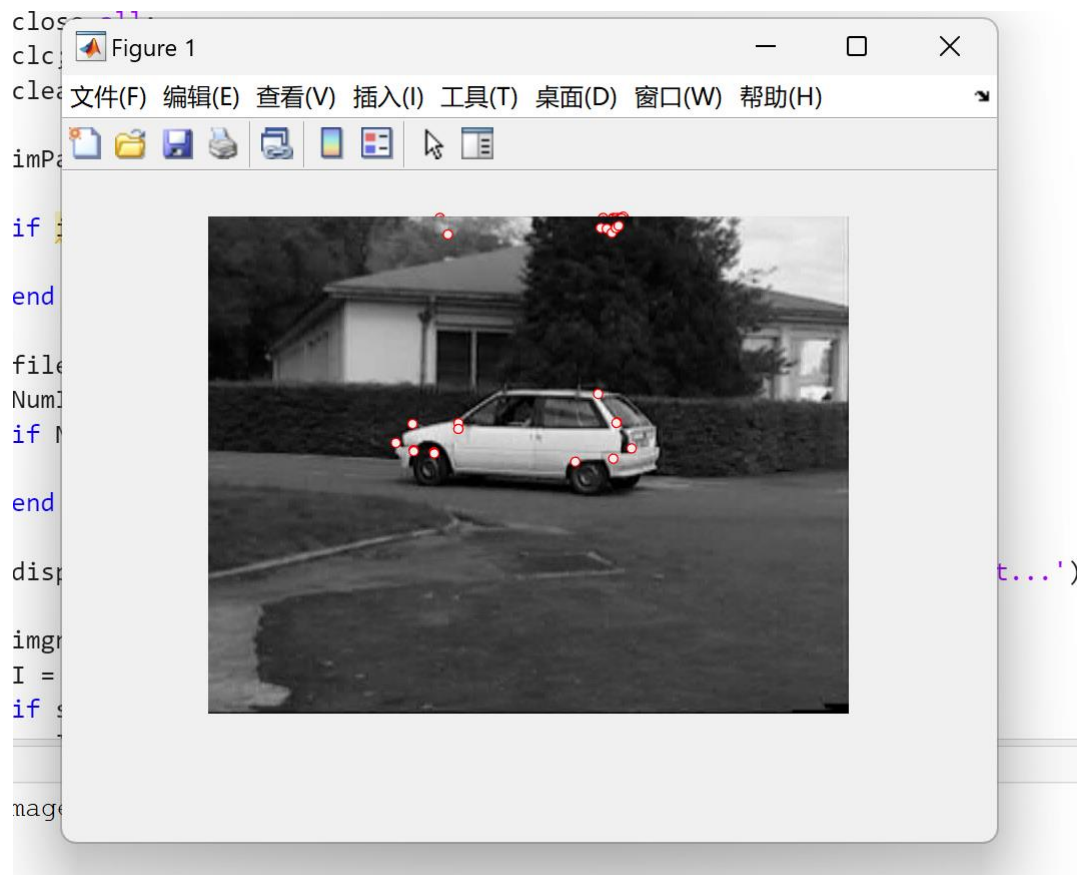 close all;
Figure 1
clc;
clea
文件(F) 编辑(E) 查看(V) 插入(I) 工具(T) 桌面(D) 窗口(W) 帮助(H)
imPa
if
end
file
NumI
if N
end
disp t...')
imgn
I =
if s
mage